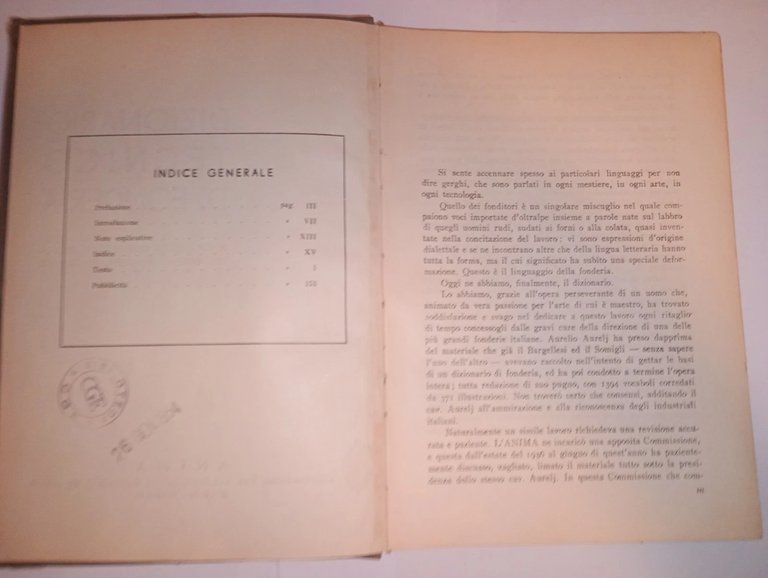 INDICE GENERALE
Prefazione . . . . . . . . . . . pag III
Introduzione . . . . . . . . . . " VII
Note esplicative . . . . . . . . " XIII
Indice . . . . . . . . . . . . . " XV
Testo . . . . . . . . . . . . . "
Pubblicità . . . . . . . . . . . "
Si sente accennare spesso ai particolari linguaggi per non
dire gerghi, che sono parlati in ogni mestiere, in ogni arte, in
ogni tecnologia.
Quello dei fonditori è un singolare miscuglio nel quale com-
paiono voci importate d'oltralpe insieme a parole nate sul labbro
di quegli uomini rudi, sudati ai forni o alla colata, quasi inven-
tate nella concitazione del lavoro; vi sono espressioni d'origine
dialettale e se ne incontrano altre che della lingua letteraria hanno
tutta la forma, ma il cui significato ha subito una speciale defor-
mazione. Questo è il linguaggio della fonderia.
Oggi ne abbiamo, finalmente, il dizionario.
Lo abbiamo, grazie all'opera perseverante di un uomo che,
animato da vera passione per l'arte di cui è maestro, ha trovato
soddisfazione e svago nel dedicare a questo lavoro ogni ritaglio
di tempo concessogli dalle gravi cure della direzione di una delle
più grandi fonderie italiane. Aurelio Aurelj ha preso dapprima
del materiale che già il Bargellesi ed il Somigli — senza sapere
l'uno dell'altro — avevano raccolto nell'intento di gettar le basi
di un dizionario di fonderia, ed ha poi condotto a termine l'opera
intera; tutta redazione di suo pugno, con 1394 vocaboli corredati
da 371 illustrazioni. Non troverò certo che consensi, additando il
cav. Aurelj all'ammirazione e alla riconoscenza degli industriali
italiani.
Naturalmente un simile lavoro richiedeva una revisione accu-
rata e paziente. L'ANIMA ne incaricò una apposita Commissione,
e questa dall'estate del 1936 al giugno di quest'anno ha paziente-
mente discusso, vagliato, limato il materiale tutto sotto la presi-
denza dello stesso cav. Aurelj. In questa Commissione che com-
III